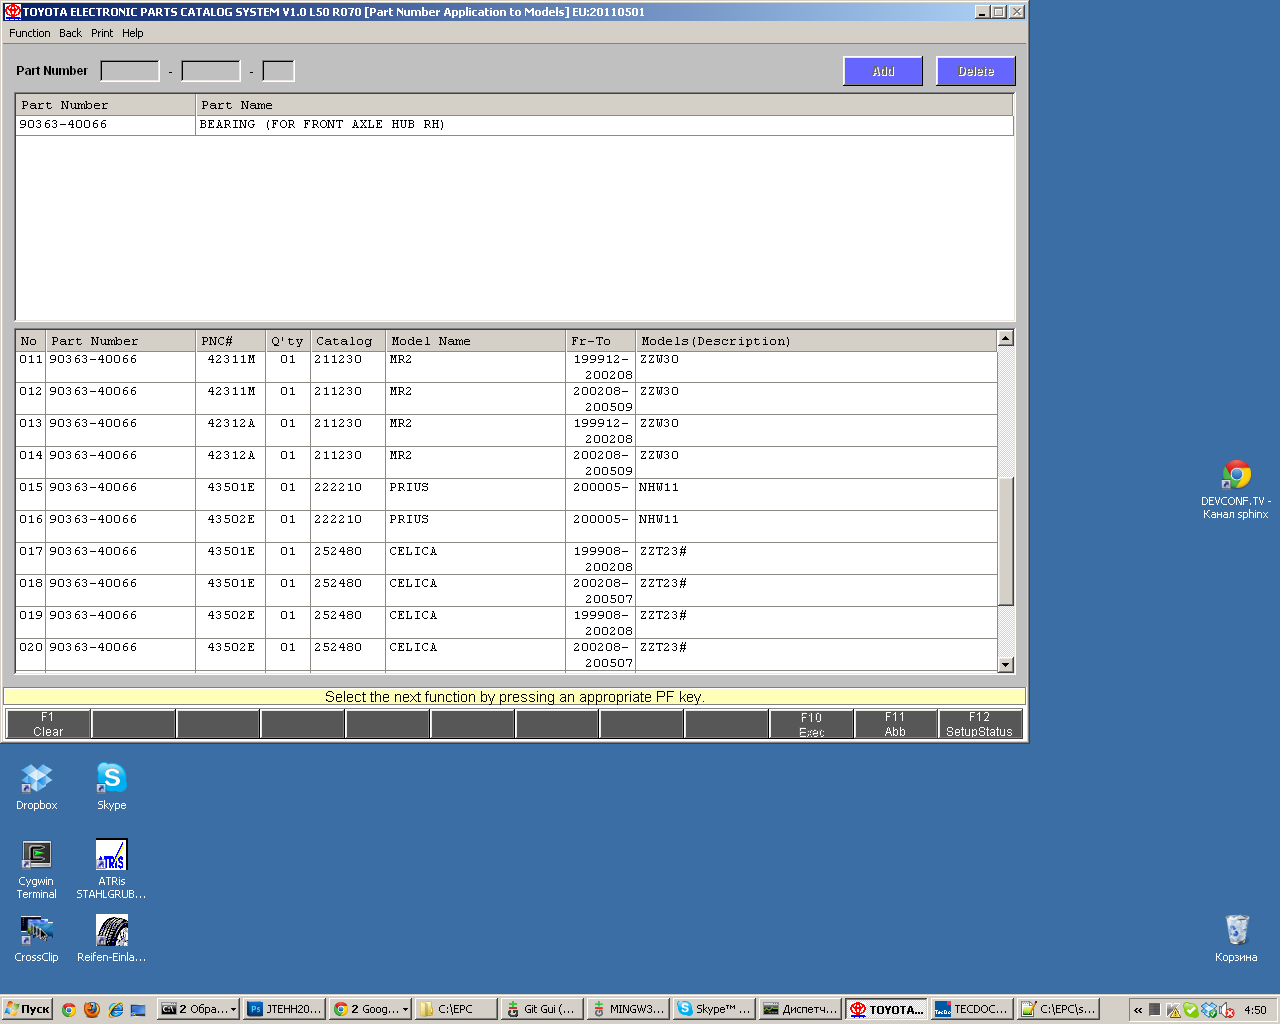 TOYOTA ELECTRONIC PARTS CATALOG SYSTEM V1.0 L50 R070 [Part Number Application to Models] EU:20110501
Function Back Print Help
Part Number - - Add Delete
Part Number Part Name
90363-40066 BEARING (FOR FRONT AXLE HUB RH)
No Part Number PNC# Q'ty Catalog Model Name Fr-To Models(Description)
011 90363-40066 42311M 01 211230 MR2 199912- ZZW30
200208
012 90363-40066 42311M 01 211230 MR2 200208- ZZW30
200509
013 90363-40066 42312A 01 211230 MR2 199912- ZZW30
200208
014 90363-40066 42312A 01 211230 MR2 200208- ZZW30
200509
015 90363-40066 43501E 01 222210 PRIUS 200005- NHW11
016 90363-40066 43502E 01 222210 PRIUS 200005- NHW11
017 90363-40066 43501E 01 252480 CELICA 199908- ZZT23#
200208
018 90363-40066 43501E 01 252480 CELICA 200208- ZZT23#
200507
019 90363-40066 43502E 01 252480 CELICA 199908- ZZT23#
200208
020 90363-40066 43502E 01 252480 CELICA 200208- ZZT23#
200507
Select the next function by pressing an appropriate PF key.
F1 F10 F11 F12
Clear Exec Abb SetupStatus
DEVCONF.TV -
Канал sphinx
Dropbox Skype
Cygwin
Terminal
ATRis
STAHLGRUB...
CrossClip Reifen-Einla...
Корзина
Пуск 2 Обра... JTEHH20... 2 Goog... C:\EPC Git Gui (... MINGW3... Skype™ ... Диспетч... TOYOTA... TECDOC... C:\EPC\s... « 4:50